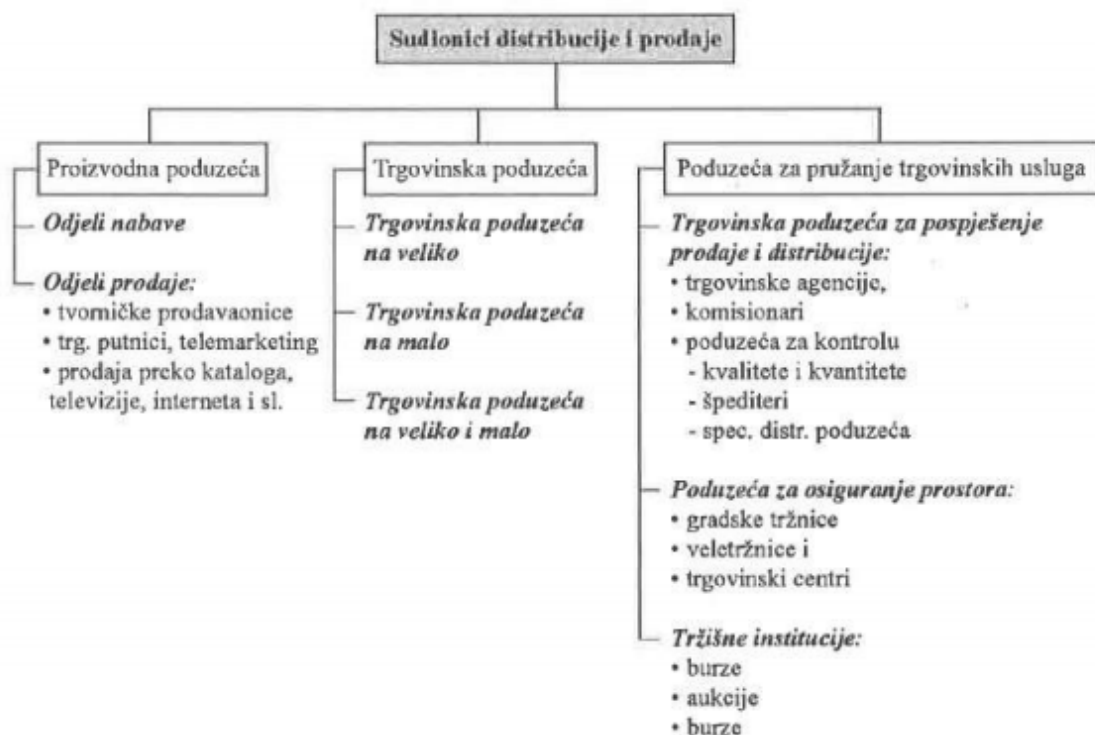 Sudionici distribucije i prodaje
Proizvodna poduzeća
Odjeli nabave
Odjeli prodaje:
• tvorničke prodavaonice
• trg. putnici, telemarketing
• prodaja preko kataloga,
televizije, interneta i sl.
Trgovinska poduzeća
Trgovinska poduzeća
na veliko
Trgovinska poduzeća
na malo
Trgovinska poduzeća
na veliko i malo
Poduzeća za pružanje trgovinskih usluga
Trgovinska poduzeća za pospješenje
prodaje i distribucije:
• trgovinske agencije,
• komisionari
• poduzeća za kontrolu
- kvalitete i kvantitete
- špediteri
- spec. distr. poduzeća
Poduzeća za osiguranje prostora:
• gradske tržnice
• veletržnice i
• trgovinski centri
Tržišne institucije:
• burze
• aukcije
• burze